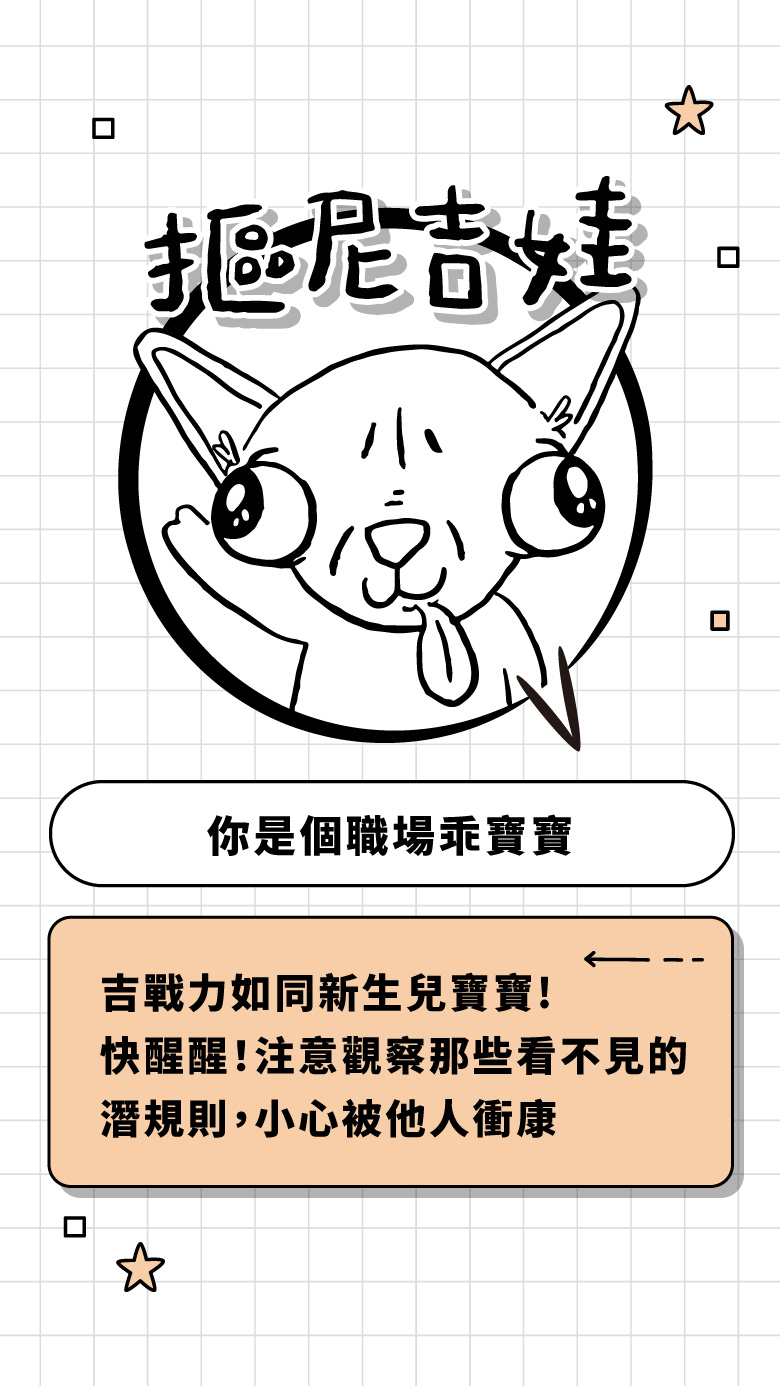 摳尼吉娃
你是個職場乖寶寶
吉戰力如同新生兒寶寶!
快醒醒!注意觀察那些看不見的
潛規則,小心被他人衝康